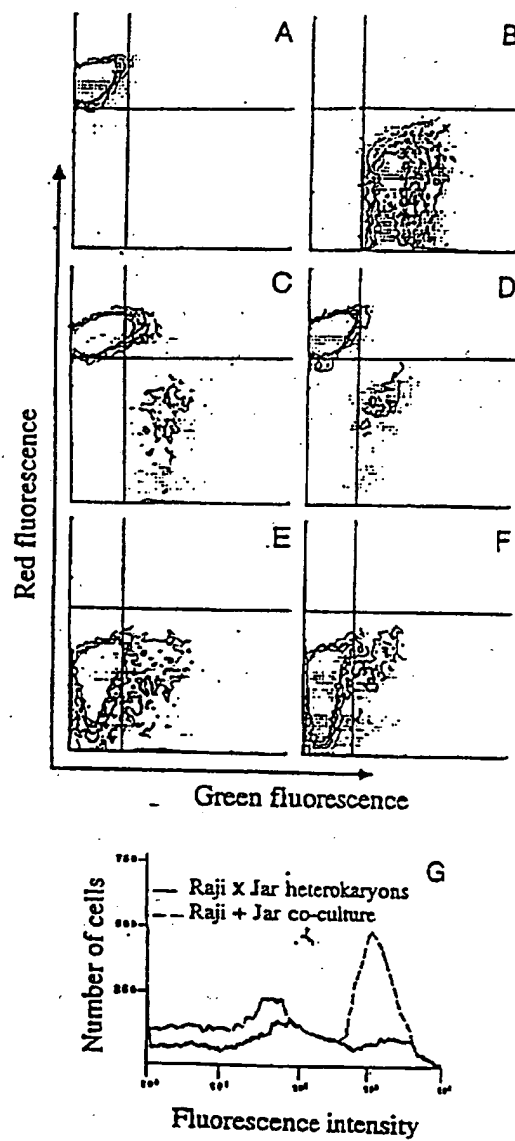 A
B
C
D
E
F
Red fluorescence
Green fluorescence
G
Raji x Jar heterokaryons
Raji + Jar co-culture
Number of cells
Fluorescence intensity